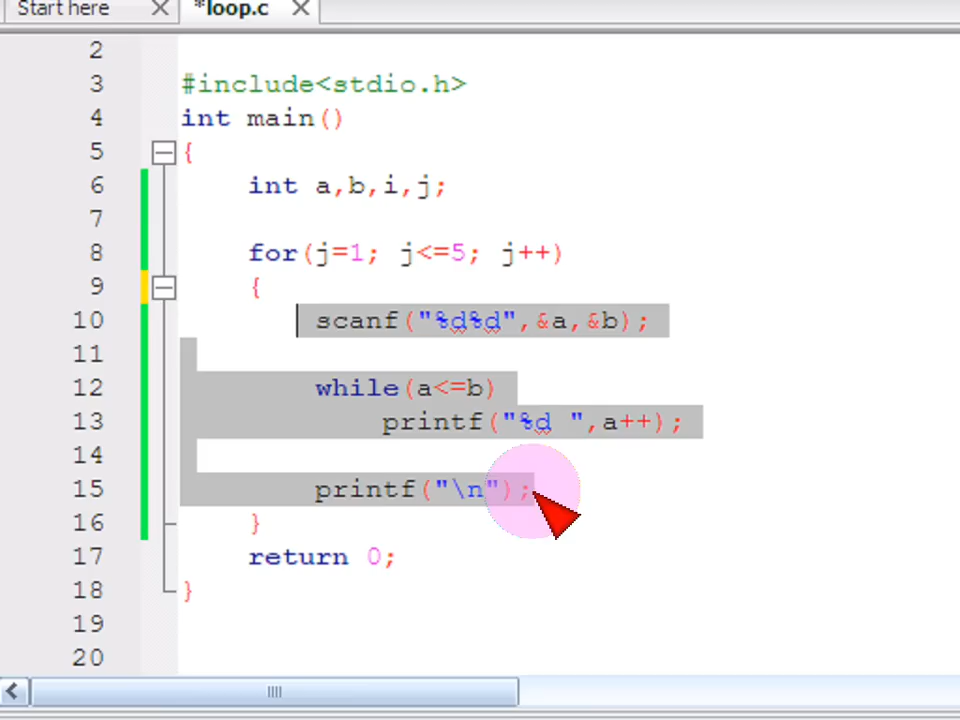 Start here *loop.c
2
3 #include<stdio.h>
4 int main()
5 {
6 int a,b,i,j;
7
8 for(j=1; j<=5; j++)
9 {
10 scanf("%d%d",&a,&b);
11
12 while(a<=b)
13 printf("%d ",a++);
14
15 printf("\n");
16 }
17 return 0;
18 }
19
20